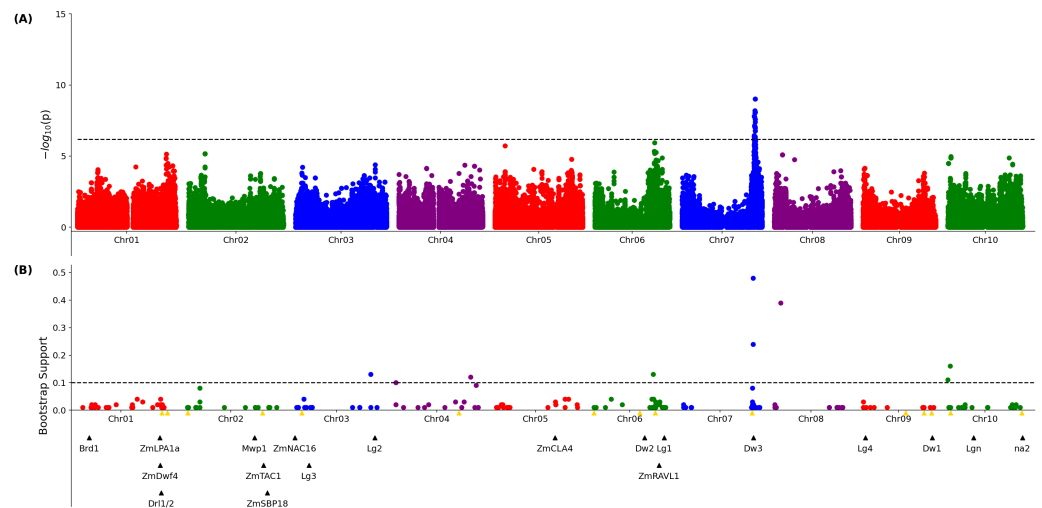 (A)
15
10
5
0
−log₁₀(p)
Chr01 Chr02 Chr03 Chr04 Chr05 Chr06 Chr07 Chr08 Chr09 Chr10
(B)
0.5
0.4
0.3
0.2
0.1
0.0
Bootstrap Support
Chr01 Chr02 Chr03 Chr04 Chr05 Chr06 Chr07 Chr08 Chr09 Chr10
Brd1 ZmLPA1a Mwp1 ZmNAC16 Lg2 ZmCLA4 Dw2 Lg1 Dw3 Lg4 Dw1 Lgn na2
ZmDwf4 ZmTAC1 Lg3 ZmRAVL1
Drl1/2 ZmSBP18